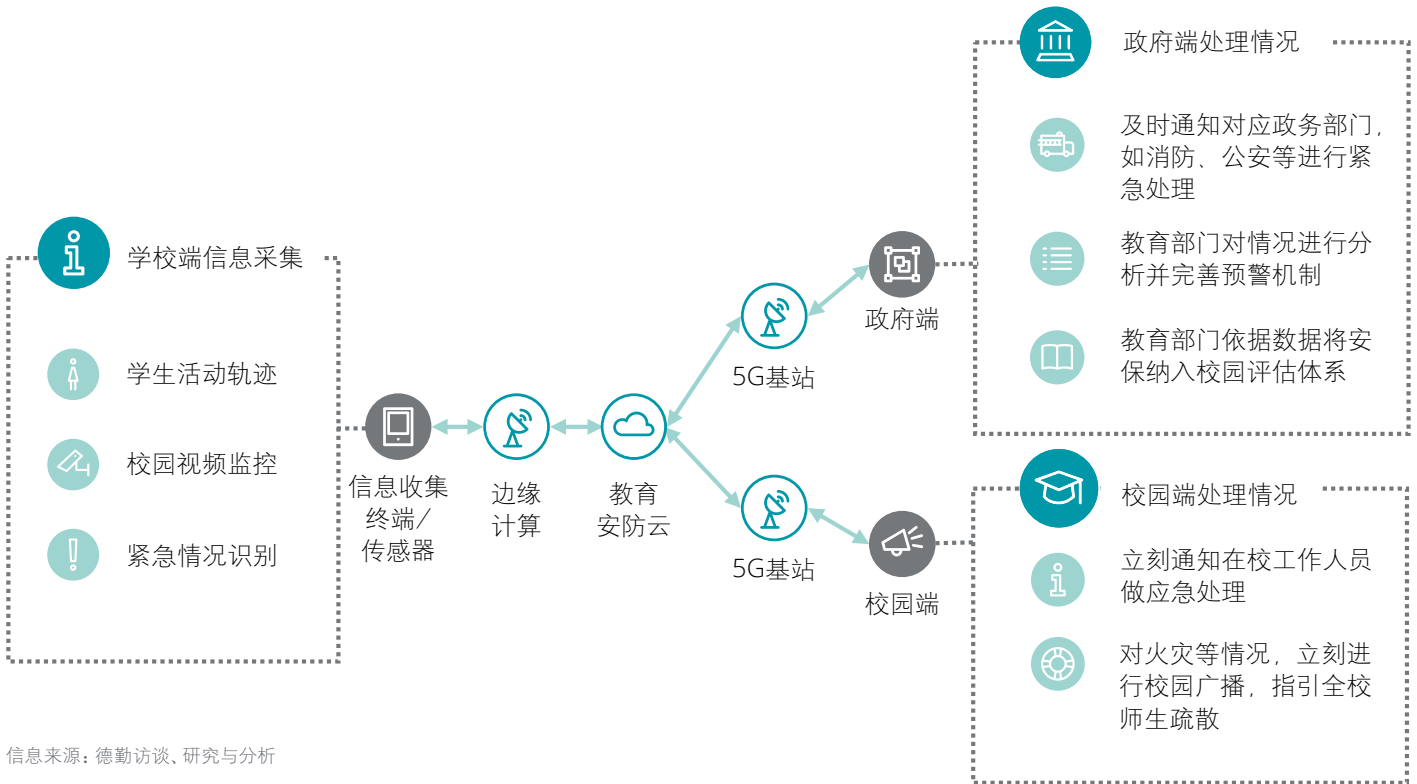 学校端信息采集
学生活动轨迹
校园视频监控
紧急情况识别
信息收集
终端/
传感器
边缘
计算
教育
安防云
5G基站
政府端
5G基站
校园端
政府端处理情况
及时通知对应政务部门，
如消防、公安等进行紧
急处理
教育部门对情况进行分
析并完善预警机制
教育部门依据数据将安
保纳入校园评估体系
校园端处理情况
立刻通知在校工作人员
做应急处理
对火灾等情况，立刻进
行校园广播，指引全校
师生疏散
信息来源：德勤访谈、研究与分析